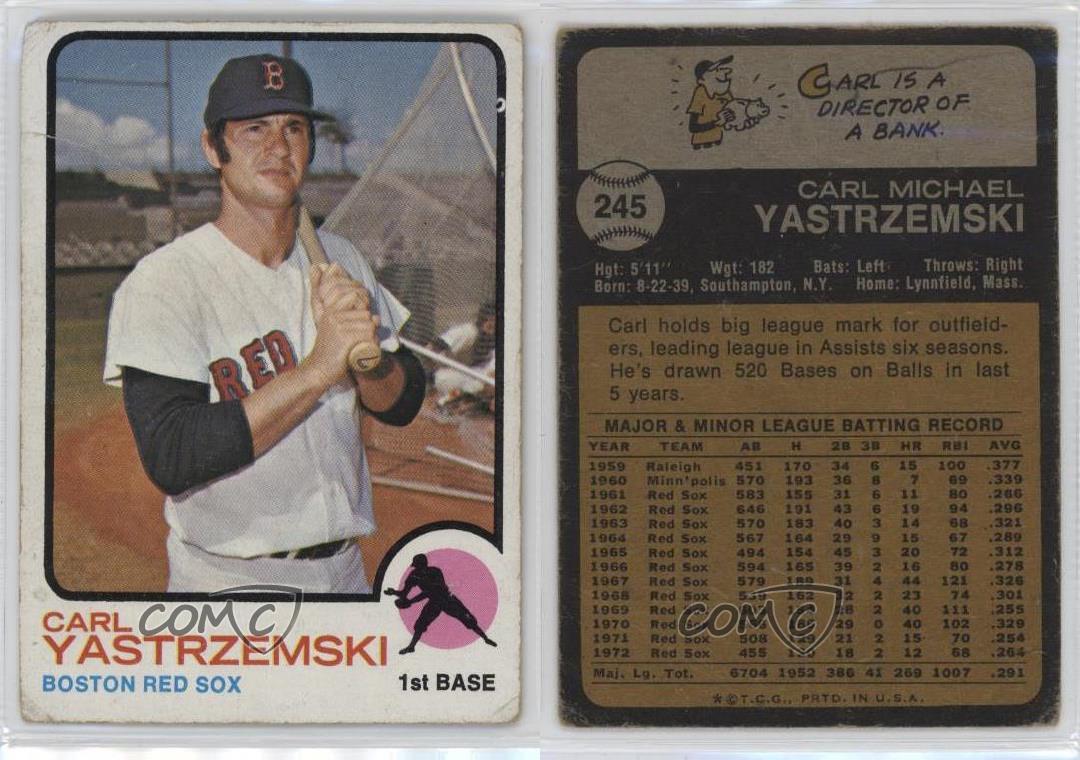 B
RED
CARL
YASTRZEMSKI
BOSTON RED SOX
1st BASE
COMC
CARL IS A
DIRECTOR OF
A BANK.
245
CARL MICHAEL
YASTRZEMSKI
Hgt: 5'11" Wgt: 182 Bats: Left Throws: Right
Born: 8-22-39, Southampton, N.Y. Home: Lynnfield, Mass.
Carl holds big league mark for outfield-
ers, leading league in Assists six seasons.
He's drawn 520 Bases on Balls in last
5 years.
MAJOR & MINOR LEAGUE BATTING RECORD
YEAR TEAM AB H 2B 3B HR RBI AVG
1959 Raleigh 451 170 34 6 15 100 .377
1960 Minn'polis 570 193 36 8 7 69 .339
1961 Red Sox 583 155 31 6 11 80 .266
1962 Red Sox 646 191 43 6 19 94 .296
1963 Red Sox 570 183 40 3 14 68 .321
1964 Red Sox 567 164 29 9 15 67 .289
1965 Red Sox 494 154 45 3 20 72 .312
1966 Red Sox 594 165 39 2 16 80 .278
1967 Red Sox 579 189 31 4 44 121 .326
1968 Red Sox 162 2 23 74 .301
1969 Red Sox 28 2 40 111 .255
1970 Red Sox 29 0 40 102 .329
1971 Red Sox 508 21 2 15 70 .254
1972 Red Sox 455 18 2 12 68 .264
Maj. Lg. Tot. 6704 1952 386 41 269 1007 .291
COMC
*©T.C.G., PRTD. IN U.S.A.